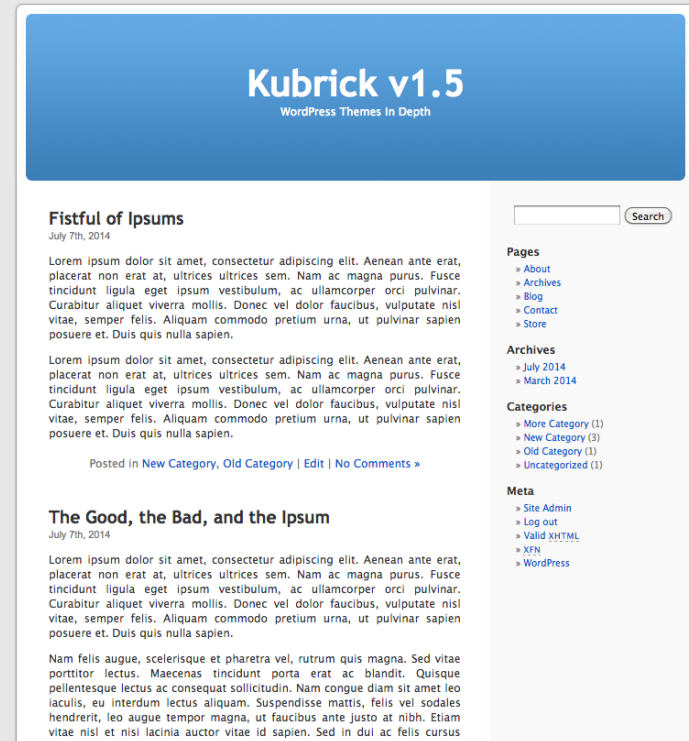 Kubrick v1.5
WordPress Themes In Depth
Fistful of Ipsums
July 7th, 2014
Lorem ipsum dolor sit amet, consectetur adipiscing elit. Aenean ante erat,
placerat non erat at, ultrices ultrices sem. Nam ac magna purus. Fusce
tincidunt ligula eget ipsum vestibulum, ac ullamcorper orci pulvinar.
Curabitur aliquet viverra mollis. Donec vel dolor faucibus, vulputate nisl
vitae, semper felis. Aliquam commodo pretium urna, ut pulvinar sapien
posuere et. Duis quis nulla sapien.
Lorem ipsum dolor sit amet, consectetur adipiscing elit. Aenean ante erat,
placerat non erat at, ultrices ultrices sem. Nam ac magna purus. Fusce
tincidunt ligula eget ipsum vestibulum, ac ullamcorper orci pulvinar.
Curabitur aliquet viverra mollis. Donec vel dolor faucibus, vulputate nisl
vitae, semper felis. Aliquam commodo pretium urna, ut pulvinar sapien
posuere et. Duis quis nulla sapien.
Posted in New Category, Old Category | Edit | No Comments »
The Good, the Bad, and the Ipsum
July 7th, 2014
Lorem ipsum dolor sit amet, consectetur adipiscing elit. Aenean ante erat,
placerat non erat at, ultrices ultrices sem. Nam ac magna purus. Fusce
tincidunt ligula eget ipsum vestibulum, ac ullamcorper orci pulvinar.
Curabitur aliquet viverra mollis. Donec vel dolor faucibus, vulputate nisl
vitae, semper felis. Aliquam commodo pretium urna, ut pulvinar sapien
posuere et. Duis quis nulla sapien.
Nam felis augue, scelerisque et pharetra vel, rutrum quis magna. Sed vitae
porttitor lectus. Maecenas tincidunt porta erat ac blandit. Quisque
pellentesque lectus ac consequat sollicitudin. Nam congue diam sit amet leo
iaculis, eu interdum lectus aliquam. Suspendisse mattis, felis vel sodales
hendrerit, leo augue tempor magna, ut faucibus ante justo at nibh. Etiam
vitae nisl et nisi lacinia auctor vitae id sapien. Sed in dui ac felis cursus
Search
Pages
» About
» Archives
» Blog
» Contact
» Store
Archives
» July 2014
» March 2014
Categories
» More Category (1)
» New Category (3)
» Old Category (1)
» Uncategorized (1)
Meta
» Site Admin
» Log out
» Valid XHTML
» XFN
» WordPress